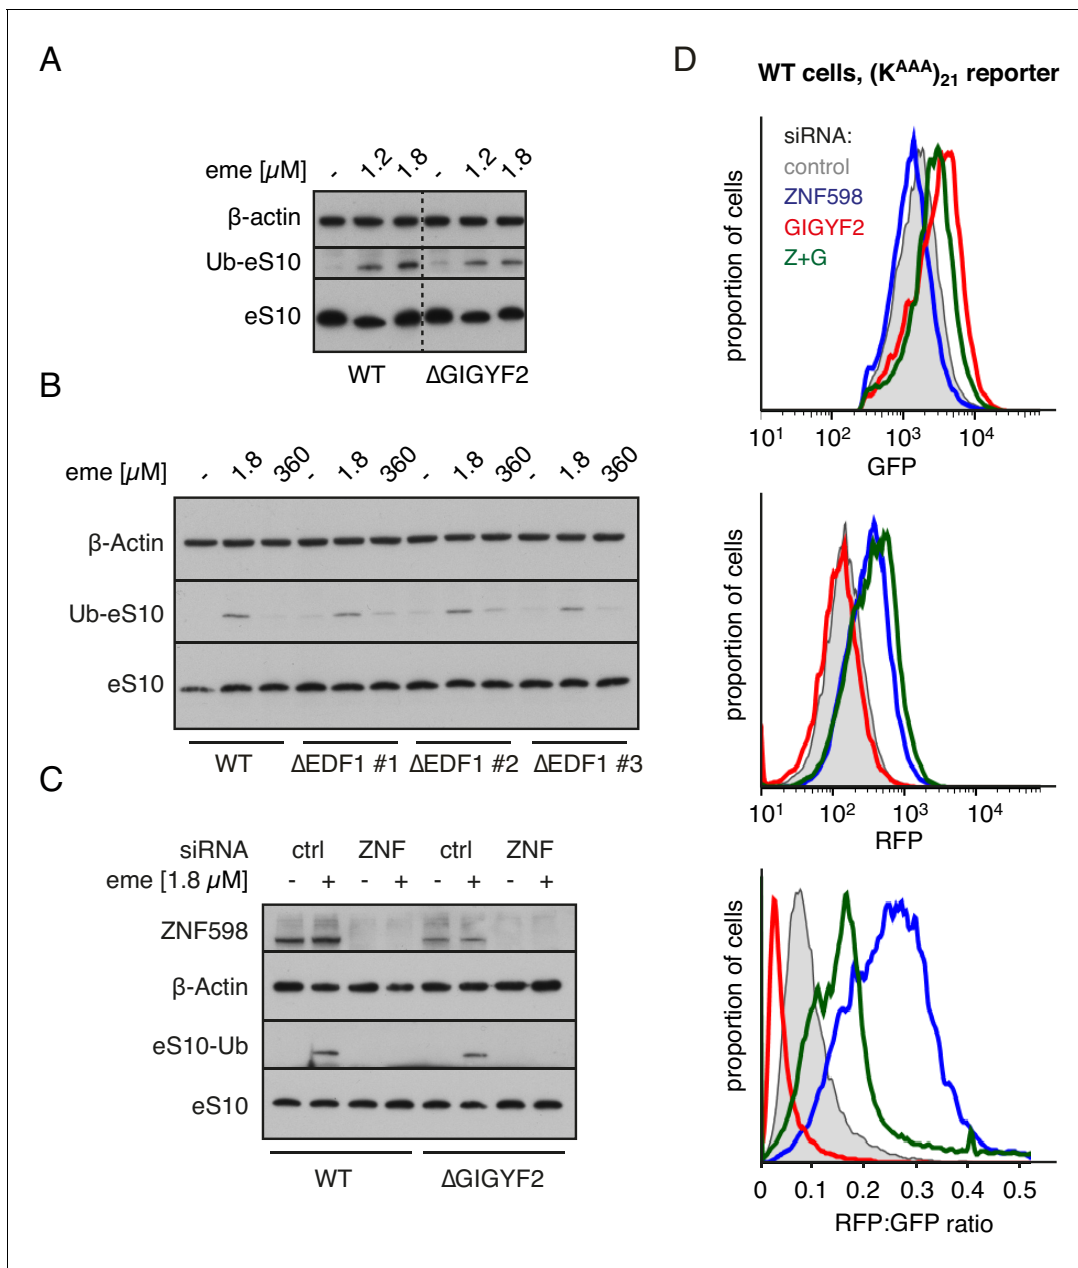 A
eme [µM] - 1.2 1.8 - 1.2 1.8
β-actin
Ub-eS10
eS10
WT ΔGIGYF2
B
eme [µM] - 1.8 360 - 1.8 360 - 1.8 360 - 1.8 360
β-Actin
Ub-eS10
eS10
WT ΔEDF1 #1 ΔEDF1 #2 ΔEDF1 #3
C
siRNA ctrl ZNF ctrl ZNF
eme [1.8 µM] - + - + - + - +
ZNF598
β-Actin
eS10-Ub
eS10
WT ΔGIGYF2
D
WT cells, (K^AAA)₂₁ reporter
siRNA:
control
ZNF598
GIGYF2
Z+G
proportion of cells
10¹ 10² 10³ 10⁴
GFP
proportion of cells
10¹ 10² 10³ 10⁴
RFP
proportion of cells
0 0.1 0.2 0.3 0.4 0.5
RFP:GFP ratio